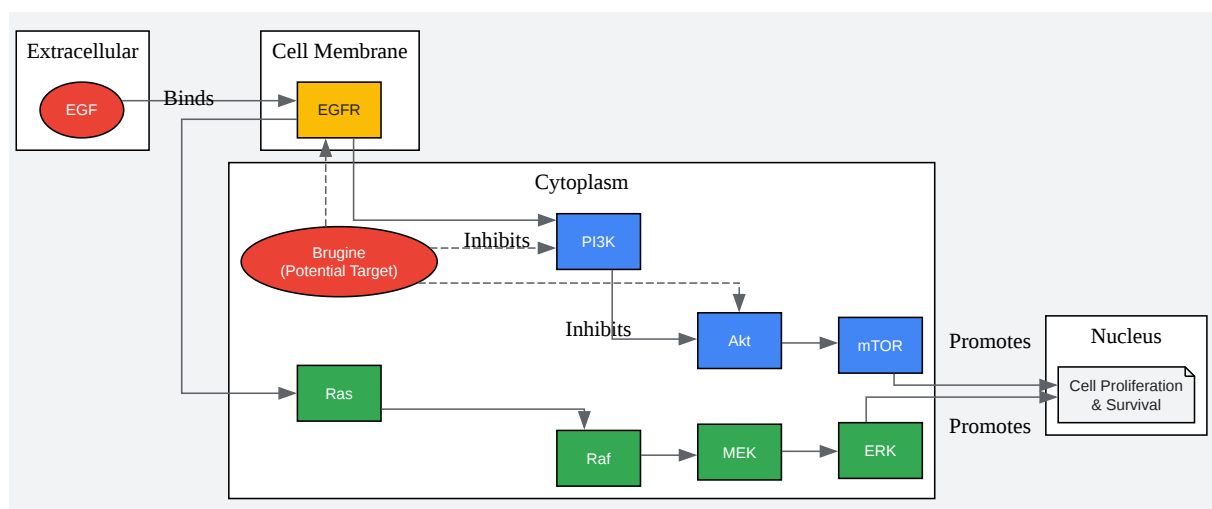 Extracellular
Cell Membrane
EGF
Binds
EGFR
Cytoplasm
Brugine
(Potential Target)
Inhibits
PI3K
Inhibits
Akt
mTOR
Promotes
Nucleus
Cell Proliferation
& Survival
Ras
Raf
MEK
ERK
Promotes